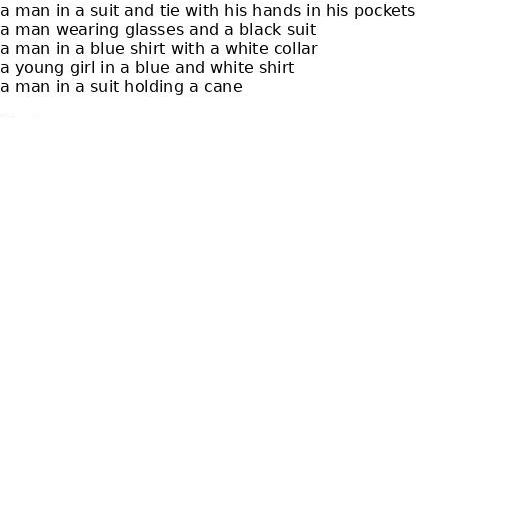 a man in a suit and tie with his hands in his pockets
a man wearing glasses and a black suit
a man in a blue shirt with a white collar
a young girl in a blue and white shirt
a man in a suit holding a cane